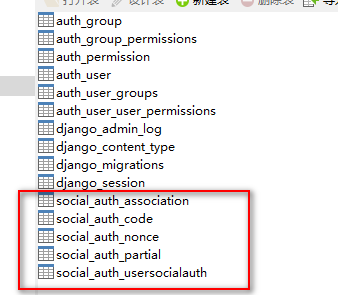 打开表 设计表 新建表 删除表 导入
auth_group
auth_group_permissions
auth_permission
auth_user
auth_user_groups
auth_user_user_permissions
django_admin_log
django_content_type
django_migrations
django_session
social_auth_association
social_auth_code
social_auth_nonce
social_auth_partial
social_auth_usersocialauth